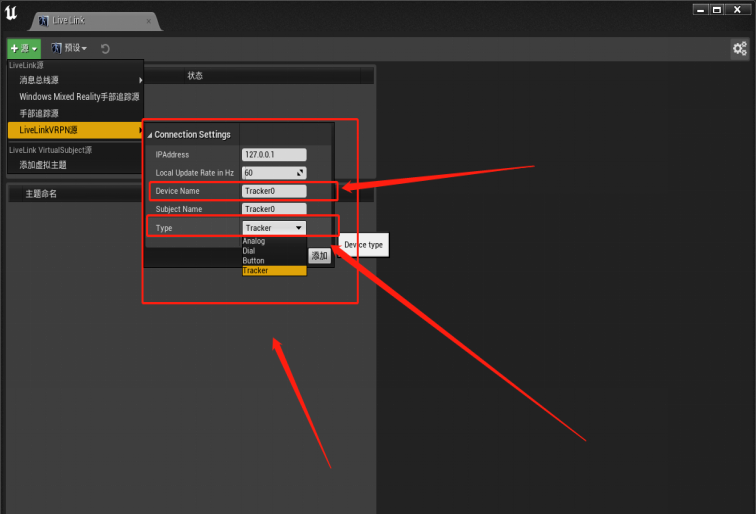 Live Link
源
预设
LiveLink源
消息总线源
Windows Mixed Reality手部追踪源
手部追踪源
LiveLinkVRPN源
LiveLink VirtualSubject源
添加虚拟主题
状态
主题命名
Connection Settings
IPAddress 127.0.0.1
Local Update Rate in Hz 60
Device Name Tracker0
Subject Name Tracker0
Type Tracker
Analog
Dial
Button
Tracker
添加
Device type